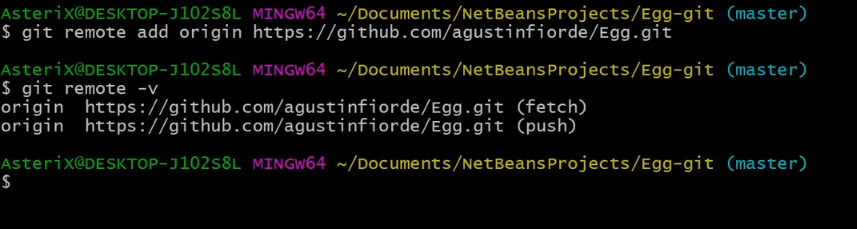 AsteriX@DESKTOP-J102S8L MINGW64 ~/Documents/NetBeansProjects/Egg-git (master)
$ git remote add origin https://github.com/agustinfiorde/Egg.git
AsteriX@DESKTOP-J102S8L MINGW64 ~/Documents/NetBeansProjects/Egg-git (master)
$ git remote -v
origin  https://github.com/agustinfiorde/Egg.git (fetch)
origin  https://github.com/agustinfiorde/Egg.git (push)
AsteriX@DESKTOP-J102S8L MINGW64 ~/Documents/NetBeansProjects/Egg-git (master)
$